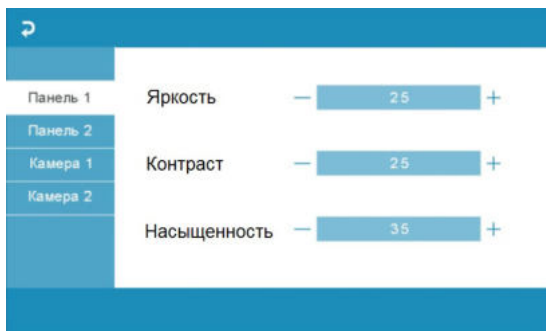 Панель 1
Панель 2
Камера 1
Камера 2
Яркость — 25 +
Контраст — 25 +
Насыщенность — 35 +